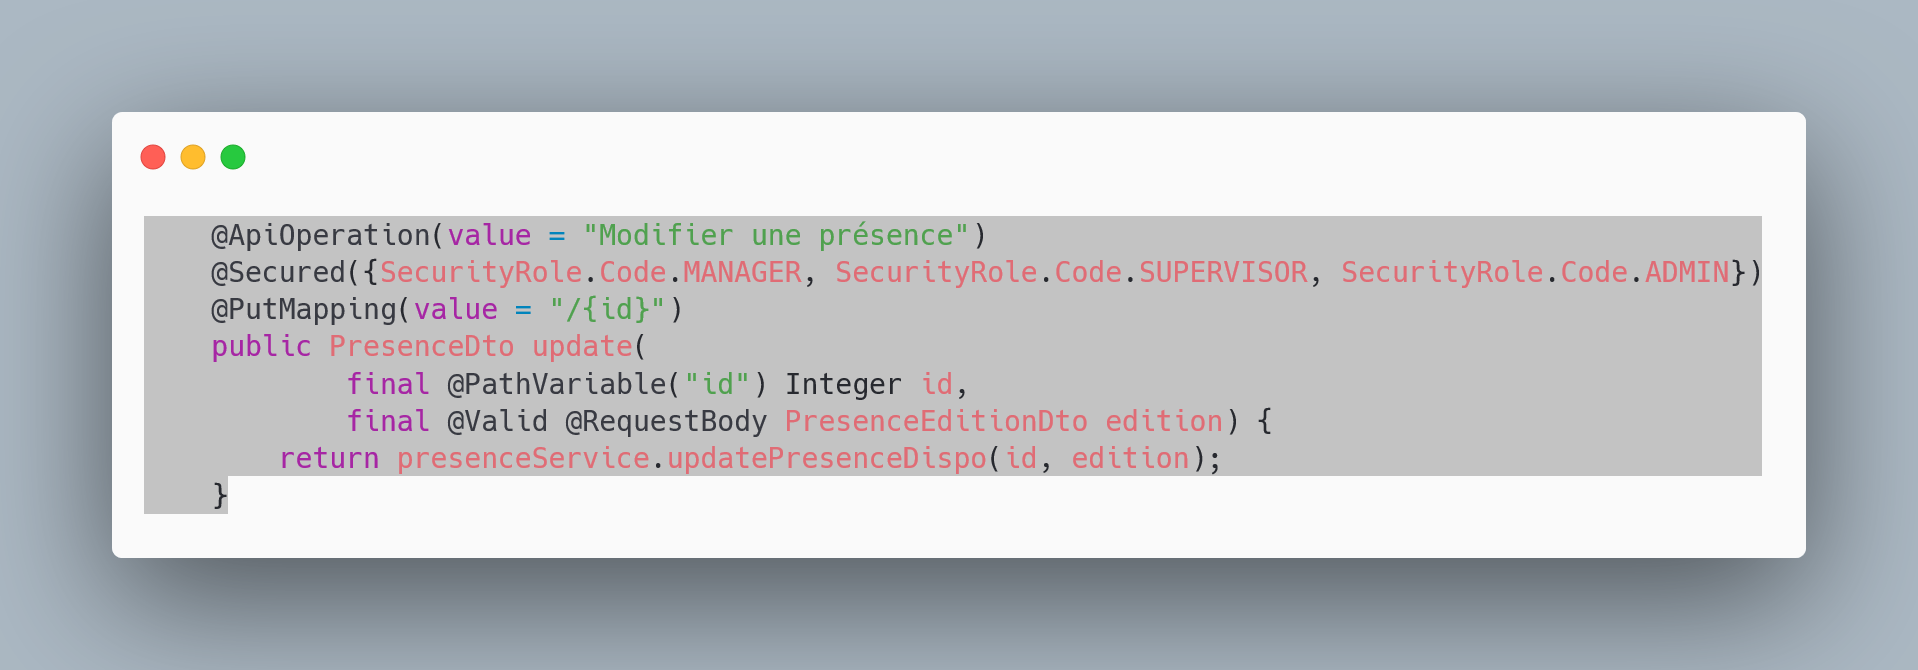 @ApiOperation(value = "Modifier une présence")
@Secured({SecurityRole.Code.MANAGER, SecurityRole.Code.SUPERVISOR, SecurityRole.Code.ADMIN})
@PutMapping(value = "/{id}")
public PresenceDto update(
final @PathVariable("id") Integer id,
final @Valid @RequestBody PresenceEditionDto edition) {
return presenceService.updatePresenceDispo(id, edition);
}